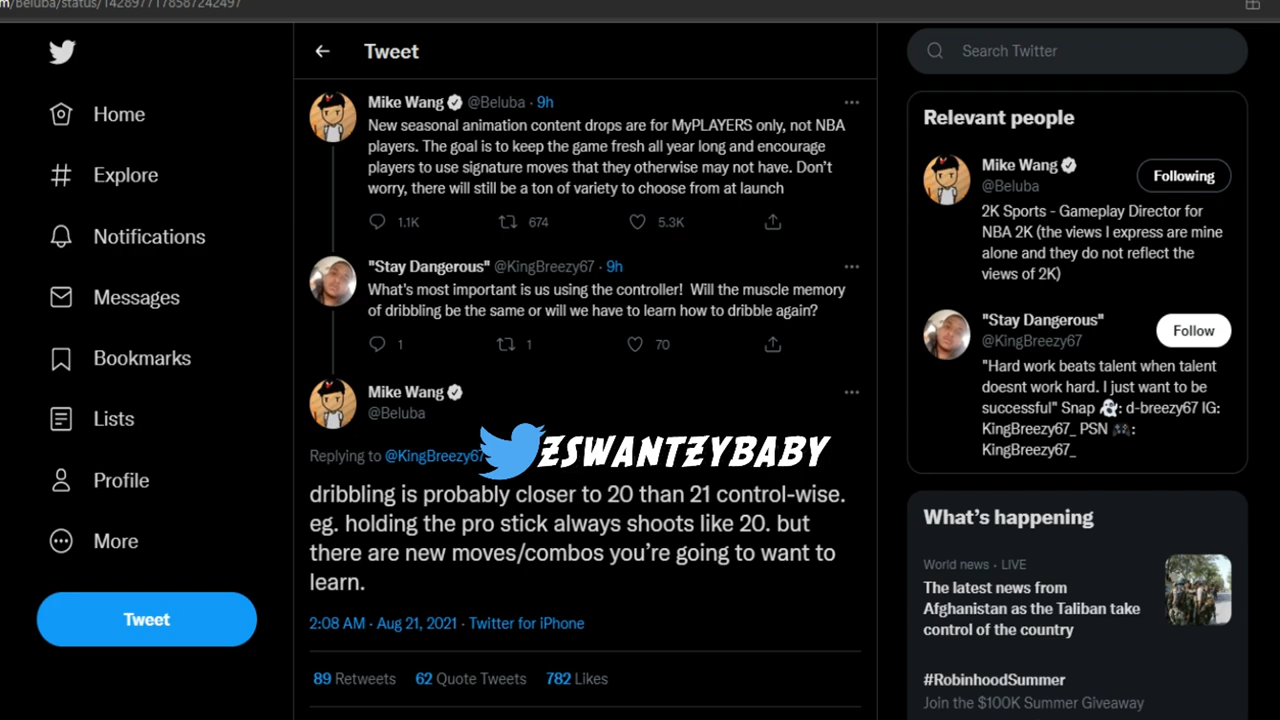 m/Beluba/status/1428977178587242497
Home
Explore
Notifications
Messages
Bookmarks
Lists
Profile
More
Tweet
Tweet
Mike Wang @Beluba · 9h
New seasonal animation content drops are for MyPLAYERS only, not NBA
players. The goal is to keep the game fresh all year long and encourage
players to use signature moves that they otherwise may not have. Don't
worry, there will still be a ton of variety to choose from at launch
1.1K 674 5.3K
"Stay Dangerous" @KingBreezy67 · 9h
What's most important is us using the controller! Will the muscle memory
of dribbling be the same or will we have to learn how to dribble again?
1 1 70
Mike Wang
@Beluba
Replying to @KingBreezy67
ZSWANTZYBABY
dribbling is probably closer to 20 than 21 control-wise.
eg. holding the pro stick always shoots like 20. but
there are new moves/combos you're going to want to
learn.
2:08 AM · Aug 21, 2021 · Twitter for iPhone
89 Retweets 62 Quote Tweets 782 Likes
Search Twitter
Relevant people
Mike Wang
@Beluba
Following
2K Sports - Gameplay Director for
NBA 2K (the views I express are mine
alone and they do not reflect the
views of 2K)
"Stay Dangerous"
@KingBreezy67
Follow
"Hard work beats talent when talent
doesnt work hard. I just want to be
successful" Snap 👻: d-breezy67 IG:
KingBreezy67_ PSN 🎮:
KingBreezy67_
What's happening
World news · LIVE
The latest news from
Afghanistan as the Taliban take
control of the country
#RobinhoodSummer
Join the $100K Summer Giveaway